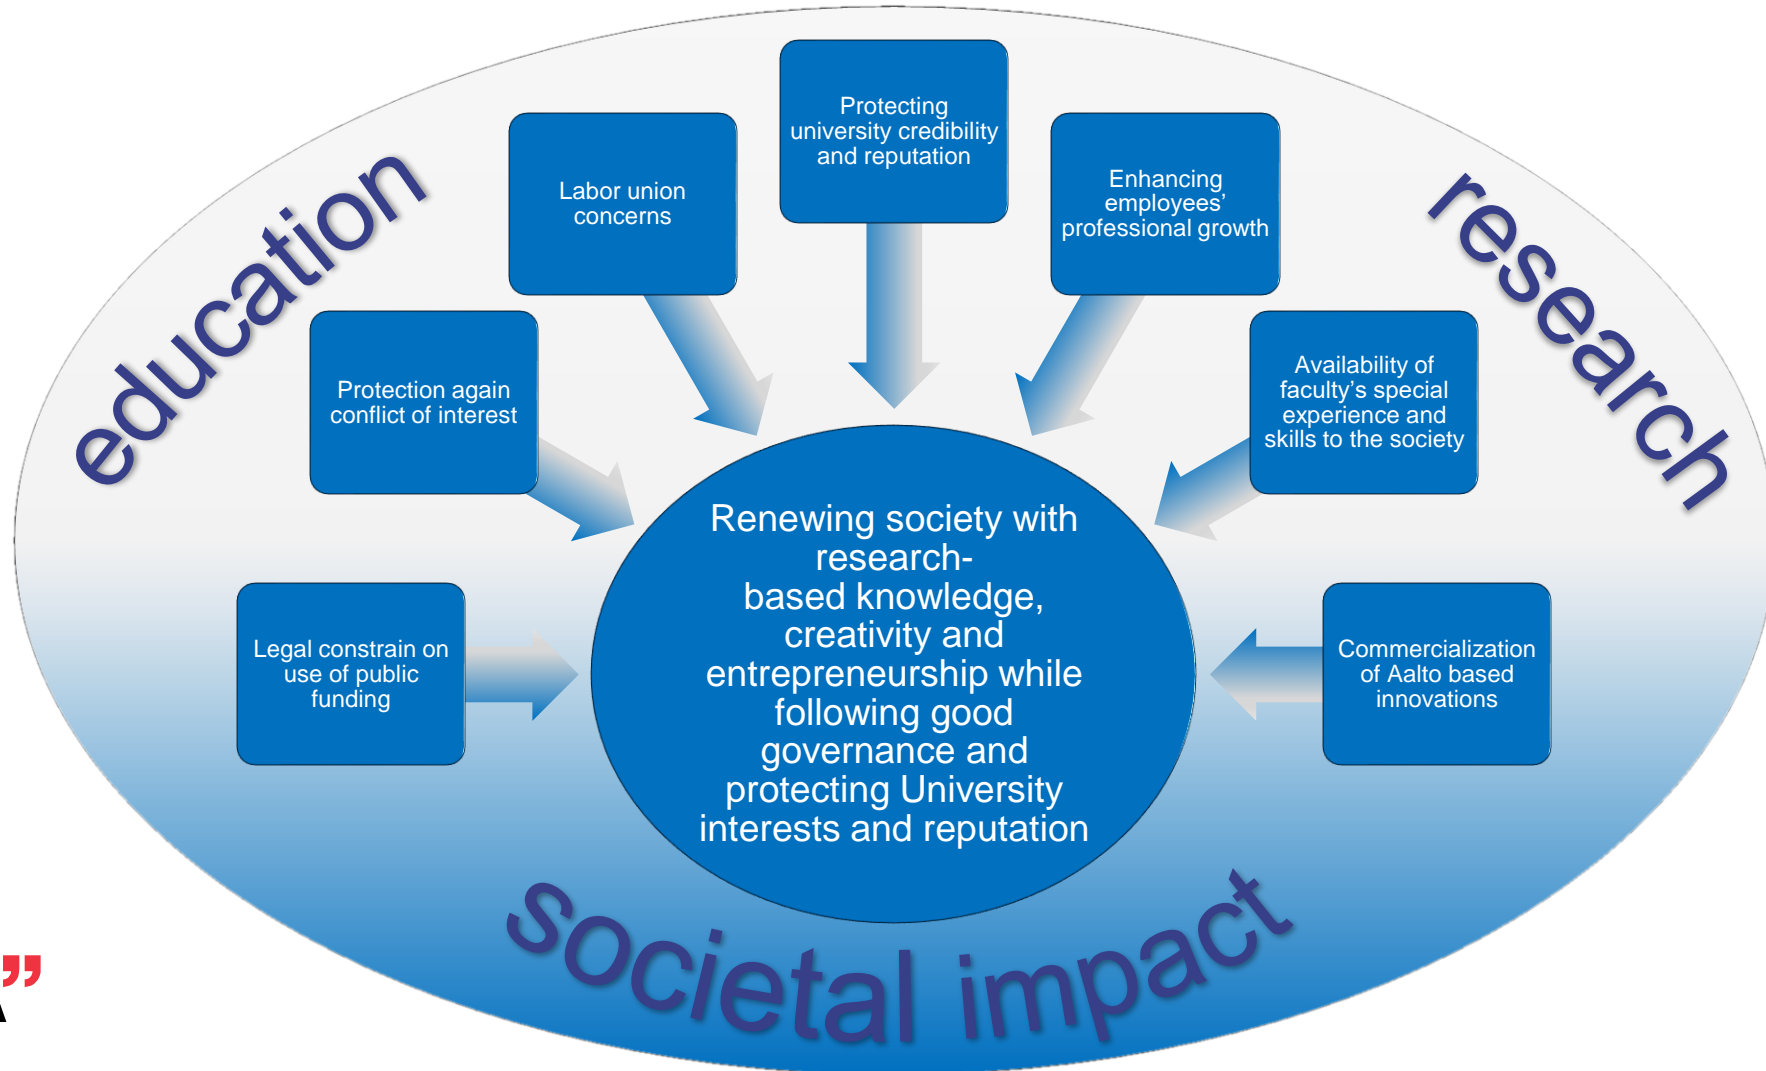 education
research
Protecting
university credibility
and reputation
Labor union
concerns
Enhancing
employees’
professional growth
Protection again
conflict of interest
Availability of
faculty’s special
experience and
skills to the society
Legal constrain on
use of public
funding
Commercialization
of Aalto based
innovations
Renewing society with
research-
based knowledge,
creativity and
entrepreneurship while
following good
governance and
protecting University
interests and reputation
societal impact
”